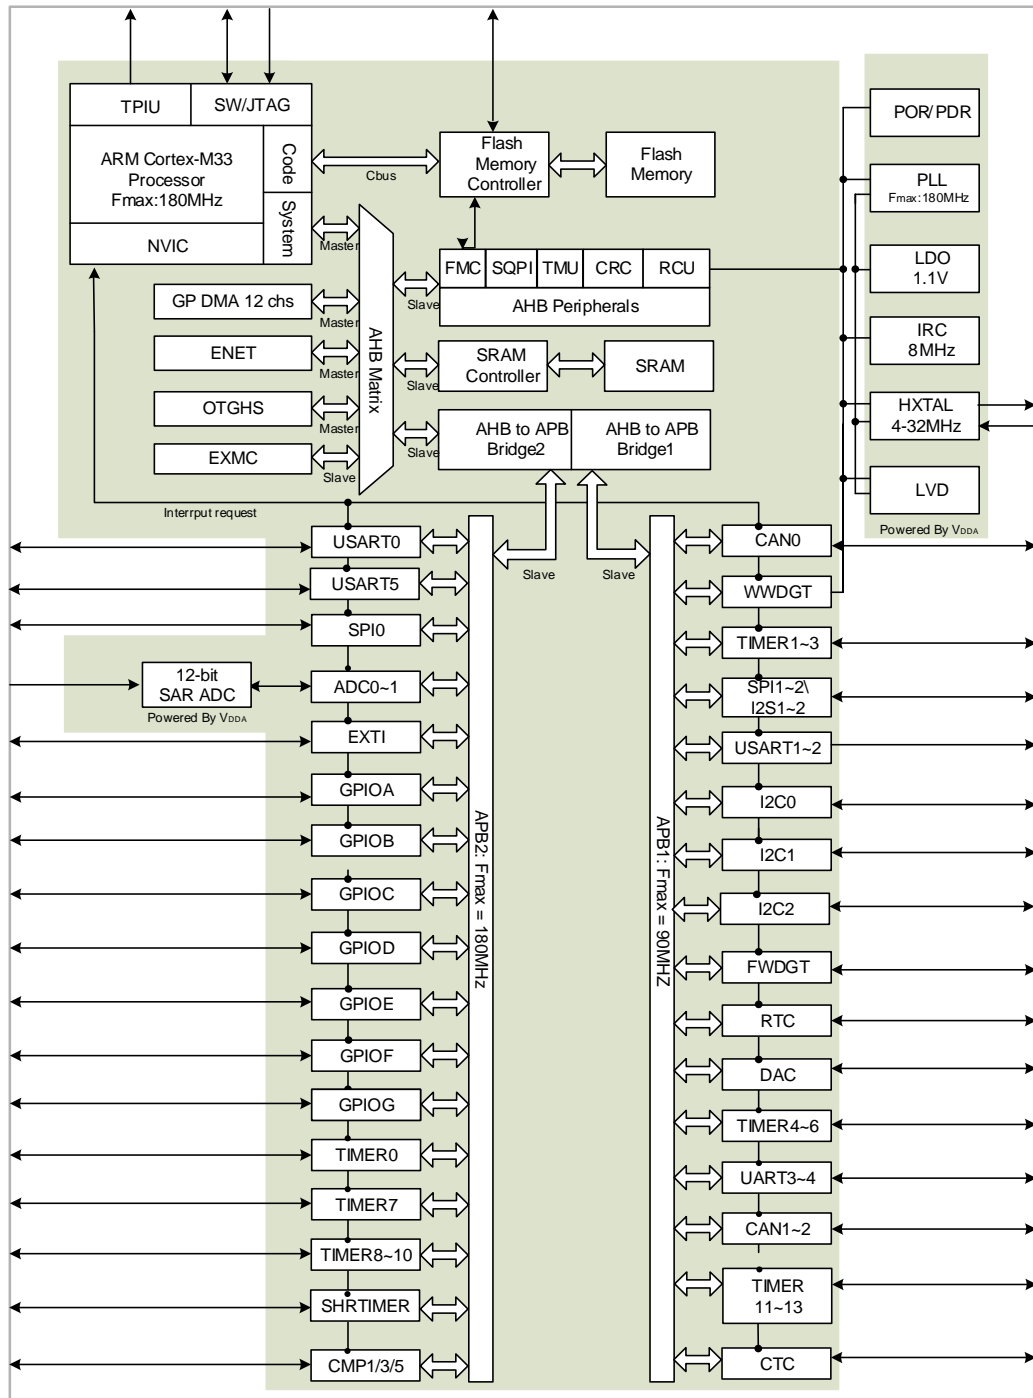 TPIU
SW/JTAG
ARM Cortex-M33
Processor
Fmax:180MHz
Code
System
NVIC
Cbus
Flash
Memory
Controller
Flash
Memory
POR/PDR
PLL
Fmax:180MHz
LDO
1.1V
IRC
8MHz
HXTAL
4-32MHz
LVD
Powered By VDDA
Master
AHB Matrix
Slave
FMC
SQPI
TMU
CRC
RCU
AHB Peripherals
GP DMA 12 chs
Master
ENET
Master
Slave
SRAM
Controller
SRAM
OTGHS
Master
Slave
AHB to APB
Bridge2
AHB to APB
Bridge1
EXMC
Slave
Interrput request
Slave
Slave
USART0
USART5
SPI0
12-bit
SAR ADC
Powered By VDDA
ADC0~1
EXTI
GPIOA
GPIOB
GPIOC
GPIOD
GPIOE
GPIOF
GPIOG
TIMER0
TIMER7
TIMER8~10
SHRTIMER
CMP1/3/5
APB2: Fmax = 180MHz
APB1: Fmax = 90MHZ
CAN0
WWDGT
TIMER1~3
SPI1~2\
I2S1~2
USART1~2
I2C0
I2C1
I2C2
FWDGT
RTC
DAC
TIMER4~6
UART3~4
CAN1~2
TIMER
11~13
CTC